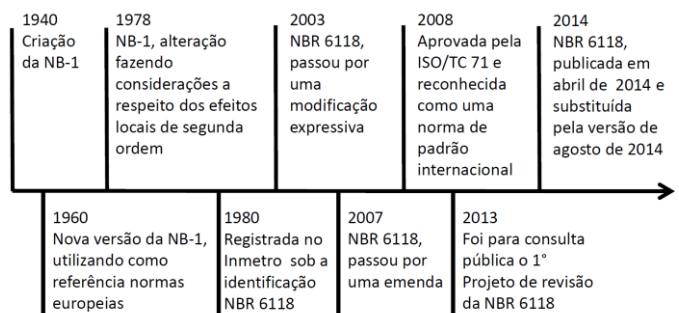 1940
Criação
da NB-1
1978
NB-1, alteração
fazendo
considerações a
respeito dos efeitos
locais de segunda
ordem
2003
NBR 6118,
passou por
uma
modificação
expressiva
2008
Aprovada pela
ISO/TC 71 e
reconhecida
como uma
norma de
padrão
internacional
2014
NBR 6118,
publicada em
abril de 2014 e
substituída
pela versão de
agosto de 2014
1960
Nova versão da NB-1,
utilizando como
referência normas
europeias
1980
Registrada no
Inmetro sob a
identificação
NBR 6118
2007
NBR 6118,
passou por
uma emenda
2013
Foi para consulta
pública o 1°
Projeto de revisão
da NBR 6118